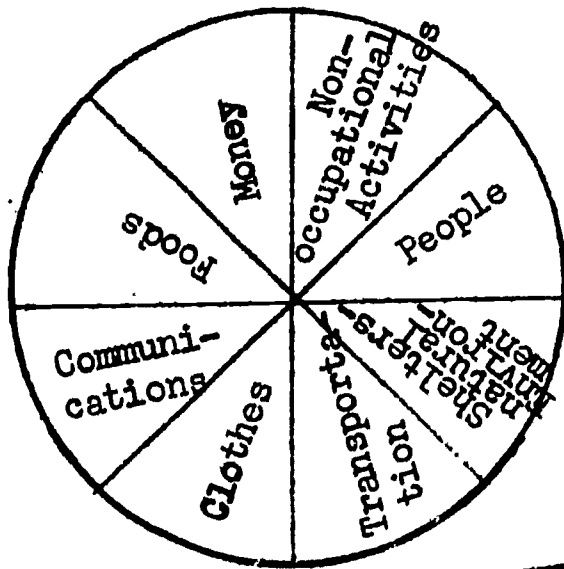 Non-
occupational
Activities
People
Shelters-
natural
Environ-
ment
Transporta-
tion
Clothes
Communi-
cations
Foods
Money